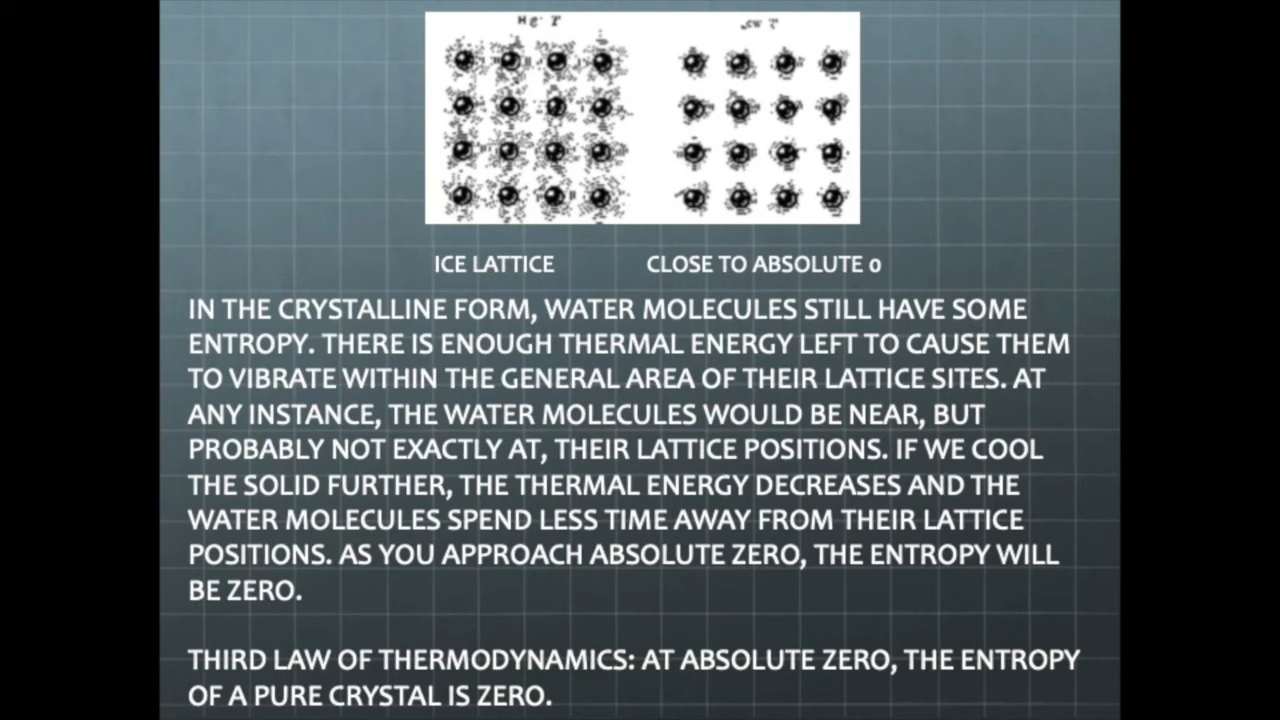 ICE LATTICE CLOSE TO ABSOLUTE 0
IN THE CRYSTALLINE FORM, WATER MOLECULES STILL HAVE SOME
ENTROPY. THERE IS ENOUGH THERMAL ENERGY LEFT TO CAUSE THEM
TO VIBRATE WITHIN THE GENERAL AREA OF THEIR LATTICE SITES. AT
ANY INSTANCE, THE WATER MOLECULES WOULD BE NEAR, BUT
PROBABLY NOT EXACTLY AT, THEIR LATTICE POSITIONS. IF WE COOL
THE SOLID FURTHER, THE THERMAL ENERGY DECREASES AND THE
WATER MOLECULES SPEND LESS TIME AWAY FROM THEIR LATTICE
POSITIONS. AS YOU APPROACH ABSOLUTE ZERO, THE ENTROPY WILL
BE ZERO.
THIRD LAW OF THERMODYNAMICS: AT ABSOLUTE ZERO, THE ENTROPY
OF A PURE CRYSTAL IS ZERO.